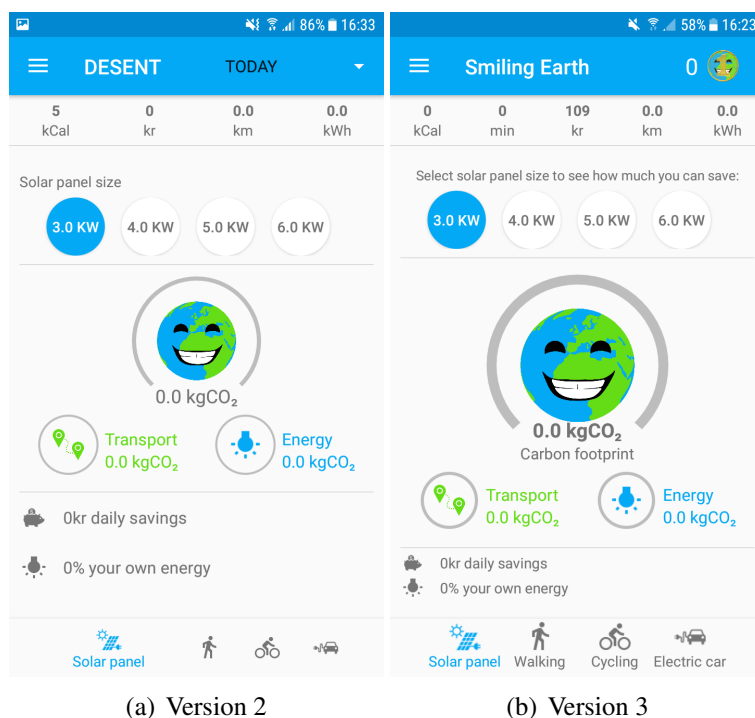 86% 16:33
DESENT TODAY
5 0 0.0 0.0
kCal kr km kWh
Solar panel size
3.0 KW 4.0 KW 5.0 KW 6.0 KW
0.0 kgCO₂
Transport Energy
0.0 kgCO₂ 0.0 kgCO₂
0kr daily savings
0% your own energy
Solar panel
(a) Version 2
58% 16:23
Smiling Earth 0
0 0 109 0.0 0.0
kCal min kr km kWh
Select solar panel size to see how much you can save:
3.0 KW 4.0 KW 5.0 KW 6.0 KW
0.0 kgCO₂
Carbon footprint
Transport Energy
0.0 kgCO₂ 0.0 kgCO₂
0kr daily savings
0% your own energy
Solar panel Walking Cycling Electric car
(b) Version 3